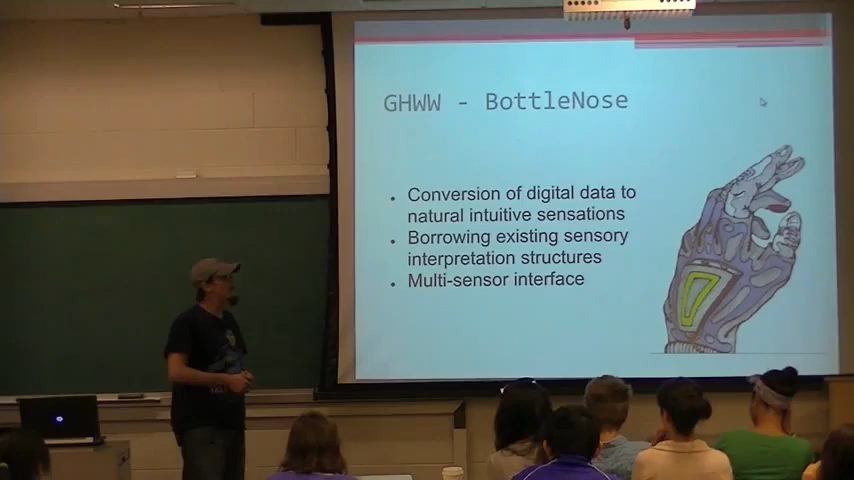 GHWW - BottleNose
• Conversion of digital data to
natural intuitive sensations
• Borrowing existing sensory
interpretation structures
• Multi-sensor interface